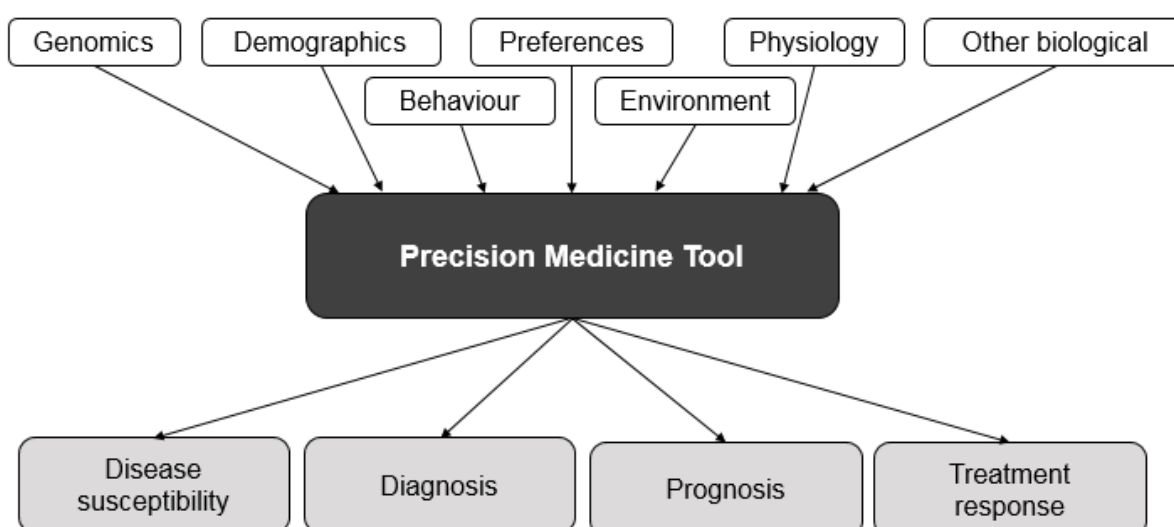 Genomics
Demographics
Preferences
Physiology
Other biological
Behaviour
Environment
Precision Medicine Tool
Disease
susceptibility
Diagnosis
Prognosis
Treatment
response